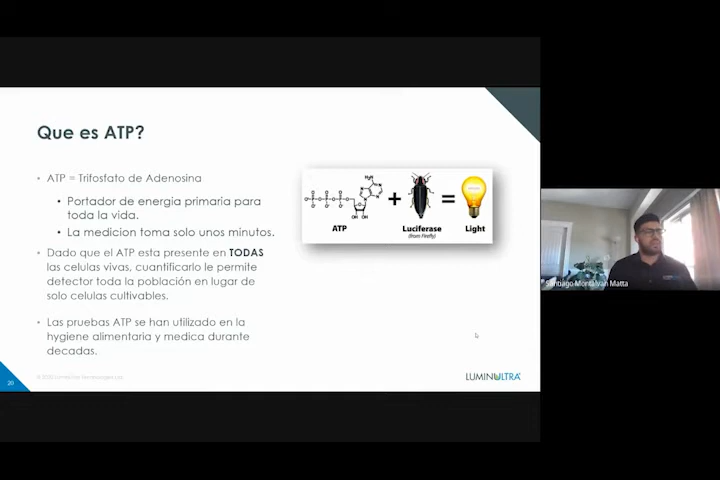 Que es ATP?
• ATP = Trifosfato de Adenosina
• Portador de energia primaria para
toda la vida.
• La medicion toma solo unos minutos.
• Dado que el ATP esta presente en TODAS
las celulas vivas, cuantificarlo le permite
detector toda la población en lugar de
solo celulas cultivables.
• Las pruebas ATP se han utilizado en la
hygiene alimentaria y medica durante
decadas.
ATP
+
Luciferase
(from Firefly)
=
Light
20
LUMINULTRA
Santiago Montalvan Matta